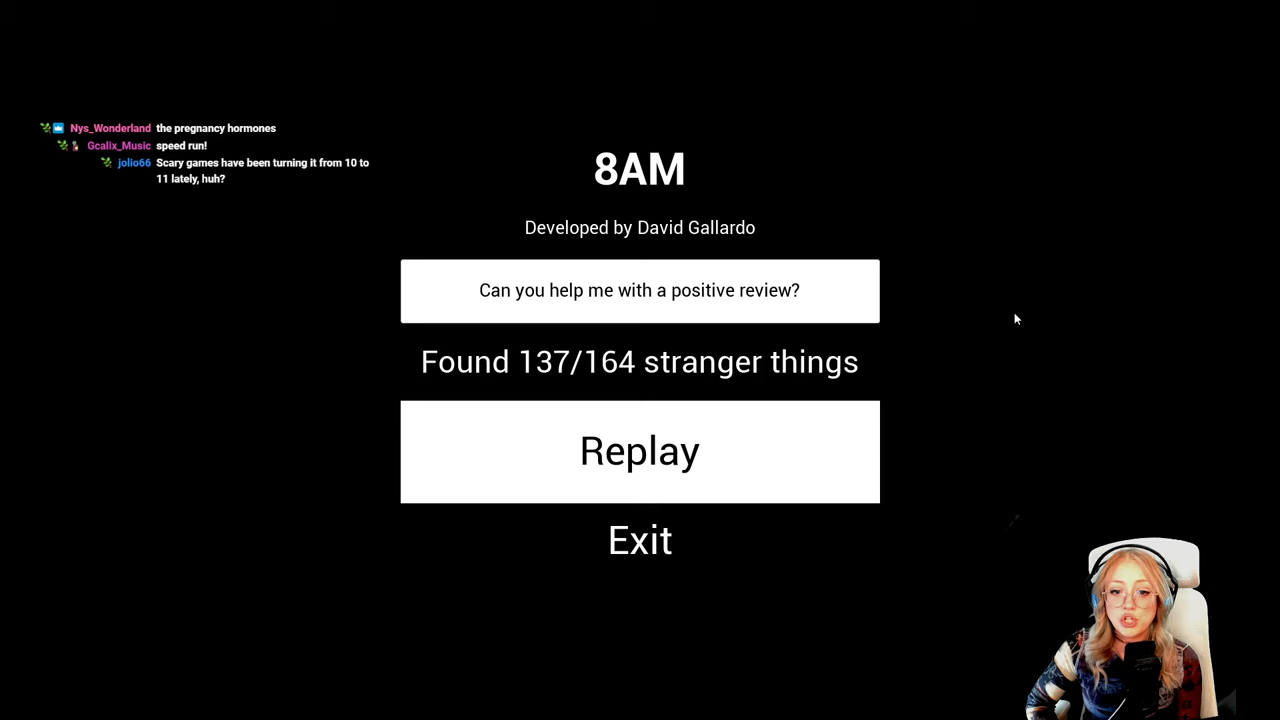 Nys_Wonderland the pregnancy hormones
Gcalix_Music speed run!
jolio66 Scary games have been turning it from 10 to
11 lately, huh?
8AM
Developed by David Gallardo
Can you help me with a positive review?
Found 137/164 stranger things
Replay
Exit